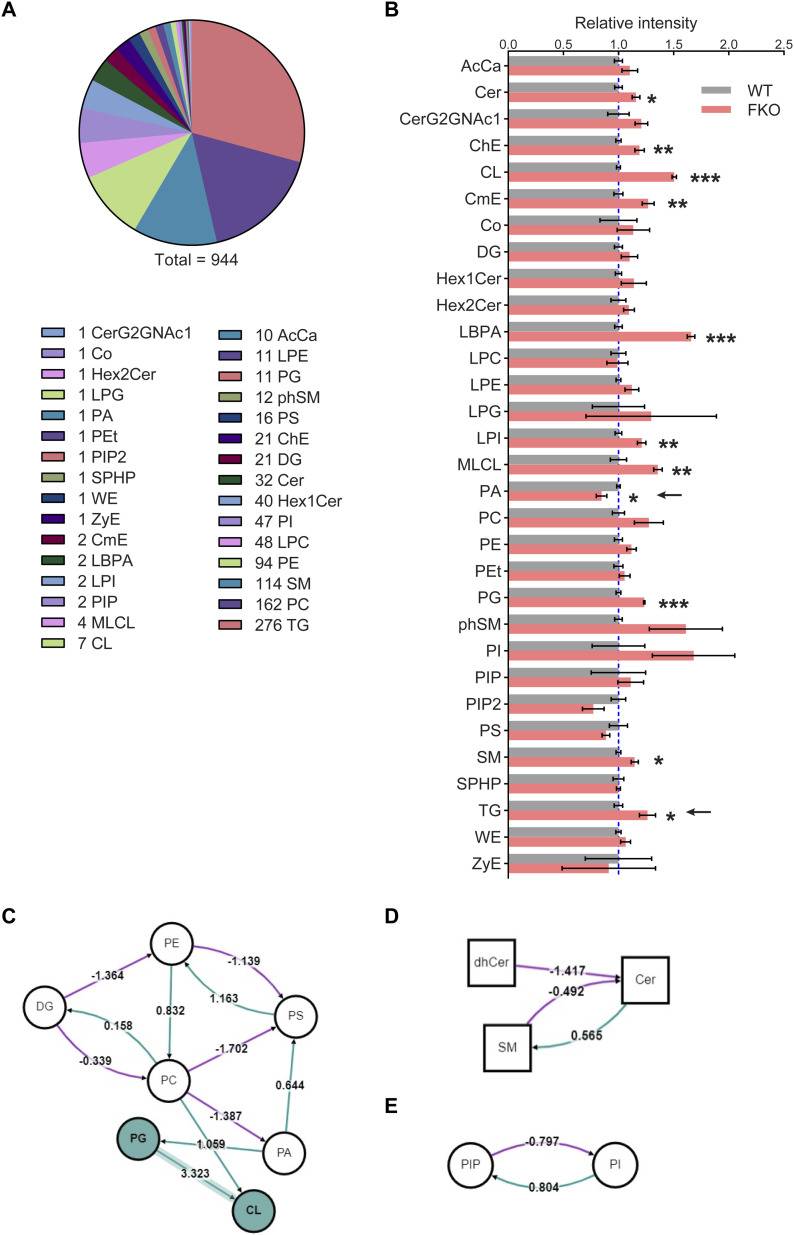 A
Total = 944
1 CerG2GNAc1
1 Co
1 Hex2Cer
1 LPG
1 PA
1 PEt
1 PIP2
1 SPHP
1 WE
1 ZyE
2 CmE
2 LBPA
2 LPI
2 PIP
4 MLCL
7 CL
10 AcCa
11 LPE
11 PG
12 phSM
16 PS
21 ChE
21 DG
32 Cer
40 Hex1Cer
47 PI
48 LPC
94 PE
114 SM
162 PC
276 TG
B
Relative intensity
0.0 0.5 1.0 1.5 2.0 2.5
WT
FKO
AcCa
Cer *
CerG2GNAc1
ChE **
CL ***
CmE **
Co
DG
Hex1Cer
Hex2Cer
LBPA ***
LPC
LPE
LPG
LPI **
MLCL **
PA *
PC
PE
PEt
PG ***
phSM
PI
PIP
PIP2
PS
SM *
SPHP
TG *
WE
ZyE
C
PE
-1.364 -1.139
DG 0.832 1.163 PS
0.158
-0.339 -1.702
PC 0.644
-1.387
PG 1.059 PA
3.323
CL
D
dhCer -1.417 Cer
-0.492
SM 0.565
E
-0.797
PIP PI
0.804